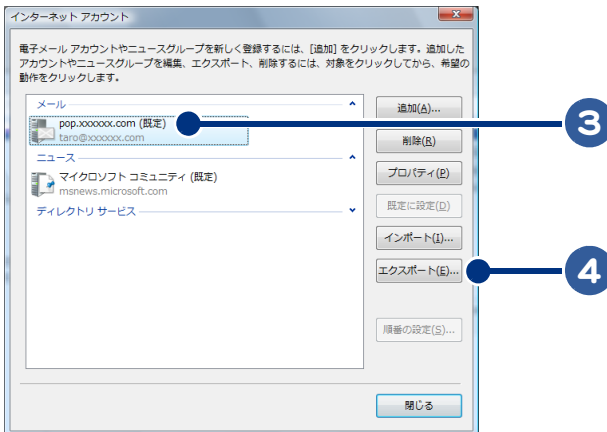 インターネット アカウント
電子メール アカウントやニュースグループを新しく登録するには、[追加] をクリックします。追加した
アカウントやニュースグループを編集、エクスポート、削除するには、対象をクリックしてから、希望の
動作をクリックします。
メール
pop.xxxxxx.com (既定)
taro@xxxxxx.com
ニュース
マイクロソフト コミュニティ (既定)
msnews.microsoft.com
ディレクトリ サービス
追加(A)...
削除(R)
プロパティ(P)
既定に設定(D)
インポート(I)...
エクスポート(E)...
順番の設定(S)...
閉じる
3
4